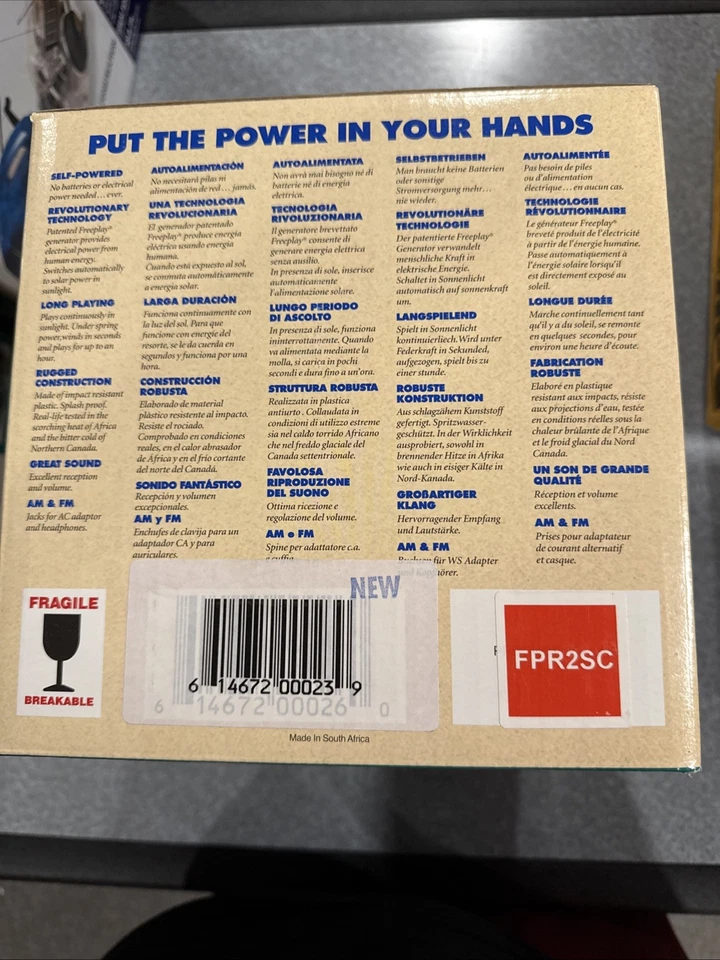 PUT THE POWER IN YOUR HANDS
SELF-POWERED
No batteries or electrical
power needed... ever.
REVOLUTIONARY
TECHNOLOGY
Patented Freeplay®
generator provides
electrical power from
human energy.
Switches automatically
to solar power in
sunlight.
LONG PLAYING
Plays continuously in
sunlight. Under spring
power, winds in seconds
and plays for up to an
hour.
RUGGED
CONSTRUCTION
Made of impact resistant
plastic. Splash proof.
Real-life tested in the
scorching heat of Africa
and the bitter cold of
Northern Canada.
GREAT SOUND
Excellent reception
and volume.
AM & FM
Jacks for AC adaptor
and headphones.
AUTOALIMENTACIÓN
No necesitará pilas ni
alimentación de red... jamás.
UNA TECHNOLOGIA
REVOLUCIONARIA
El generador patentado
Freeplay® produce energia
eléctrica usando energia
humana.
Cuando está expuesto al sol,
se conmuta automáticamente
a energia solar.
LARGA DURACIÓN
Funciona continuamente con
la luz del sol. Para que
funcione con energie del
resorte, se le da cuerda en
segundos y funciona por una
hora.
CONSTRUCCIÓN
ROBUSTA
Elaborado de material
plàstico resistente al impacto.
Resiste el rociado.
Comprobado en condiciones
reales, en el calor abrasador
de Africa y en el frío cortante
del norte del Canadá.
SONIDO FANTÁSTICO
Recepción y volumen
excepcionales.
AM y FM
Enchufes de clavija para un
adaptador CA y para
auriculares.
AUTOALIMENTATA
Non avrà mai bisogno né di
batterie né di energia
elettrica.
TECNOLOGIA
RIVOLUZIONARIA
Il generatore brevettato
Freeplay® consente di
generare energia elettrica
senza ausilio.
In presenza di sole, inserisce
automaticamente
l'alimentazione solare.
LUNGO PERIODO
DI ASCOLTO
In presenza di sole, funziona
ininterrottamente. Quando
va alimentata mediante la
molla, si carica in pochi
secondi e dura fino a un'ora.
STRUTTURA ROBUSTA
Realizzata in plastica
antiurto. Collaudata in
condizioni di utilizzo estreme
sia nel caldo torrido Africano
che nel freddo glaciale del
Canada settentrionale.
FAVOLOSA
RIPRODUZIONE
DEL SUONO
Ottima ricezione e
regolazione del volume.
AM e FM
Spine per adattatore c.a.
e cuffia
SELBSTBETRIEBEN
Man braucht keine Batterien
oder sonstige
Stromversorgung mehr...
nie wieder.
REVOLUTIONÄRE
TECHNOLOGIE
Der patentierte Freeplay®
Generator verwandelt
menschliche Kraft in
elektrische Energie.
Schaltet in Sonnenlicht
automatisch auf sonnenkraft
um.
LANGSPIELEND
Spielt in Sonnenlicht
kontinuierliech. Wird unter
Federkraft in Sekunded,
aufgezogen, spielt bis zu
einer stunde.
ROBUSTE
KONSTRUKTION
Aus schlagzähem Kunststoff
gefertigt. Spritzwasser-
geschützt. In der Wirklichkeit
ausprobiert, sowohl in
brennender Hitze in Afrika
wie auch in eisiger Kälte in
Nord-Kanada.
GROßARTIGER
KLANG
Hervorragender Empfang
und Lautstärke.
AM & FM
für WS Adapter
AUTOALIMENTÉE
Pas besoin de piles
ou d'alimentation
électrique... en aucun cas.
TECHNOLOGIE
RÉVOLUTIONNAIRE
Le générateur Freeplay®
breveté produit de l'électricité
à partir de l'énergie humaine.
Passe automatiquement à
l'énergie solaire lorsqu'il
est directement exposé au
soleil.
LONGUE DURÉE
Marche continuellement tant
qu'il y a du soleil, se remonte
en quelques secondes, pour
environ une heure d'écoute.
FABRICATION
ROBUSTE
Elaboré en plastique
resistant aux impacts, résiste
aux projections d'eau, testée
en conditions réelles sous la
chaleur brûlante de l'Afrique
et le froid glacial du Nord
Canada.
UN SON DE GRANDE
QUALITÉ
Réception et volume
excellents.
AM & FM
Prises pour adaptateur
de courant alternatif
et casque.
FRAGILE
BREAKABLE
NEW
6 14672 00023 9
6 14672 00026 0
FPR2SC
Made In South Africa